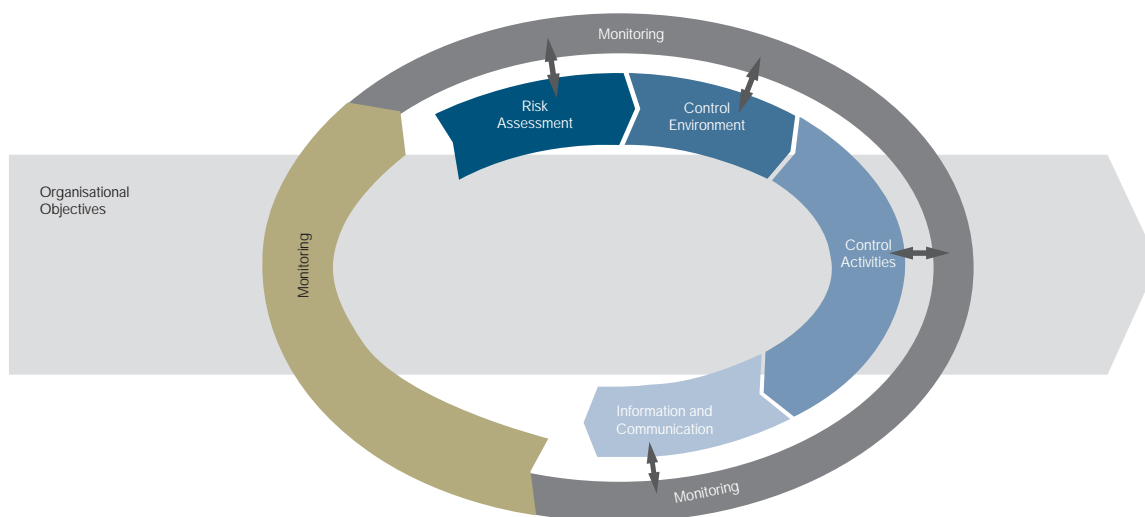 Monitoring
Risk
Assessment
Control
Environment
Organisational
Objectives
Monitoring
Control
Activities
Information and
Communication
Monitoring